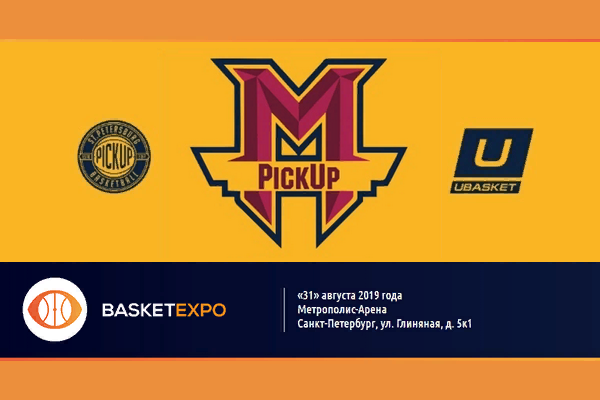 ST. PETERSBURG
PICKUP
BASKETBALL
M
PICKUP
U
UBASKET
BASKETEXPO
«31» августа 2019 года
Метрополис-Арена
Санкт-Петербург, ул. Глиняная, д. 5к1